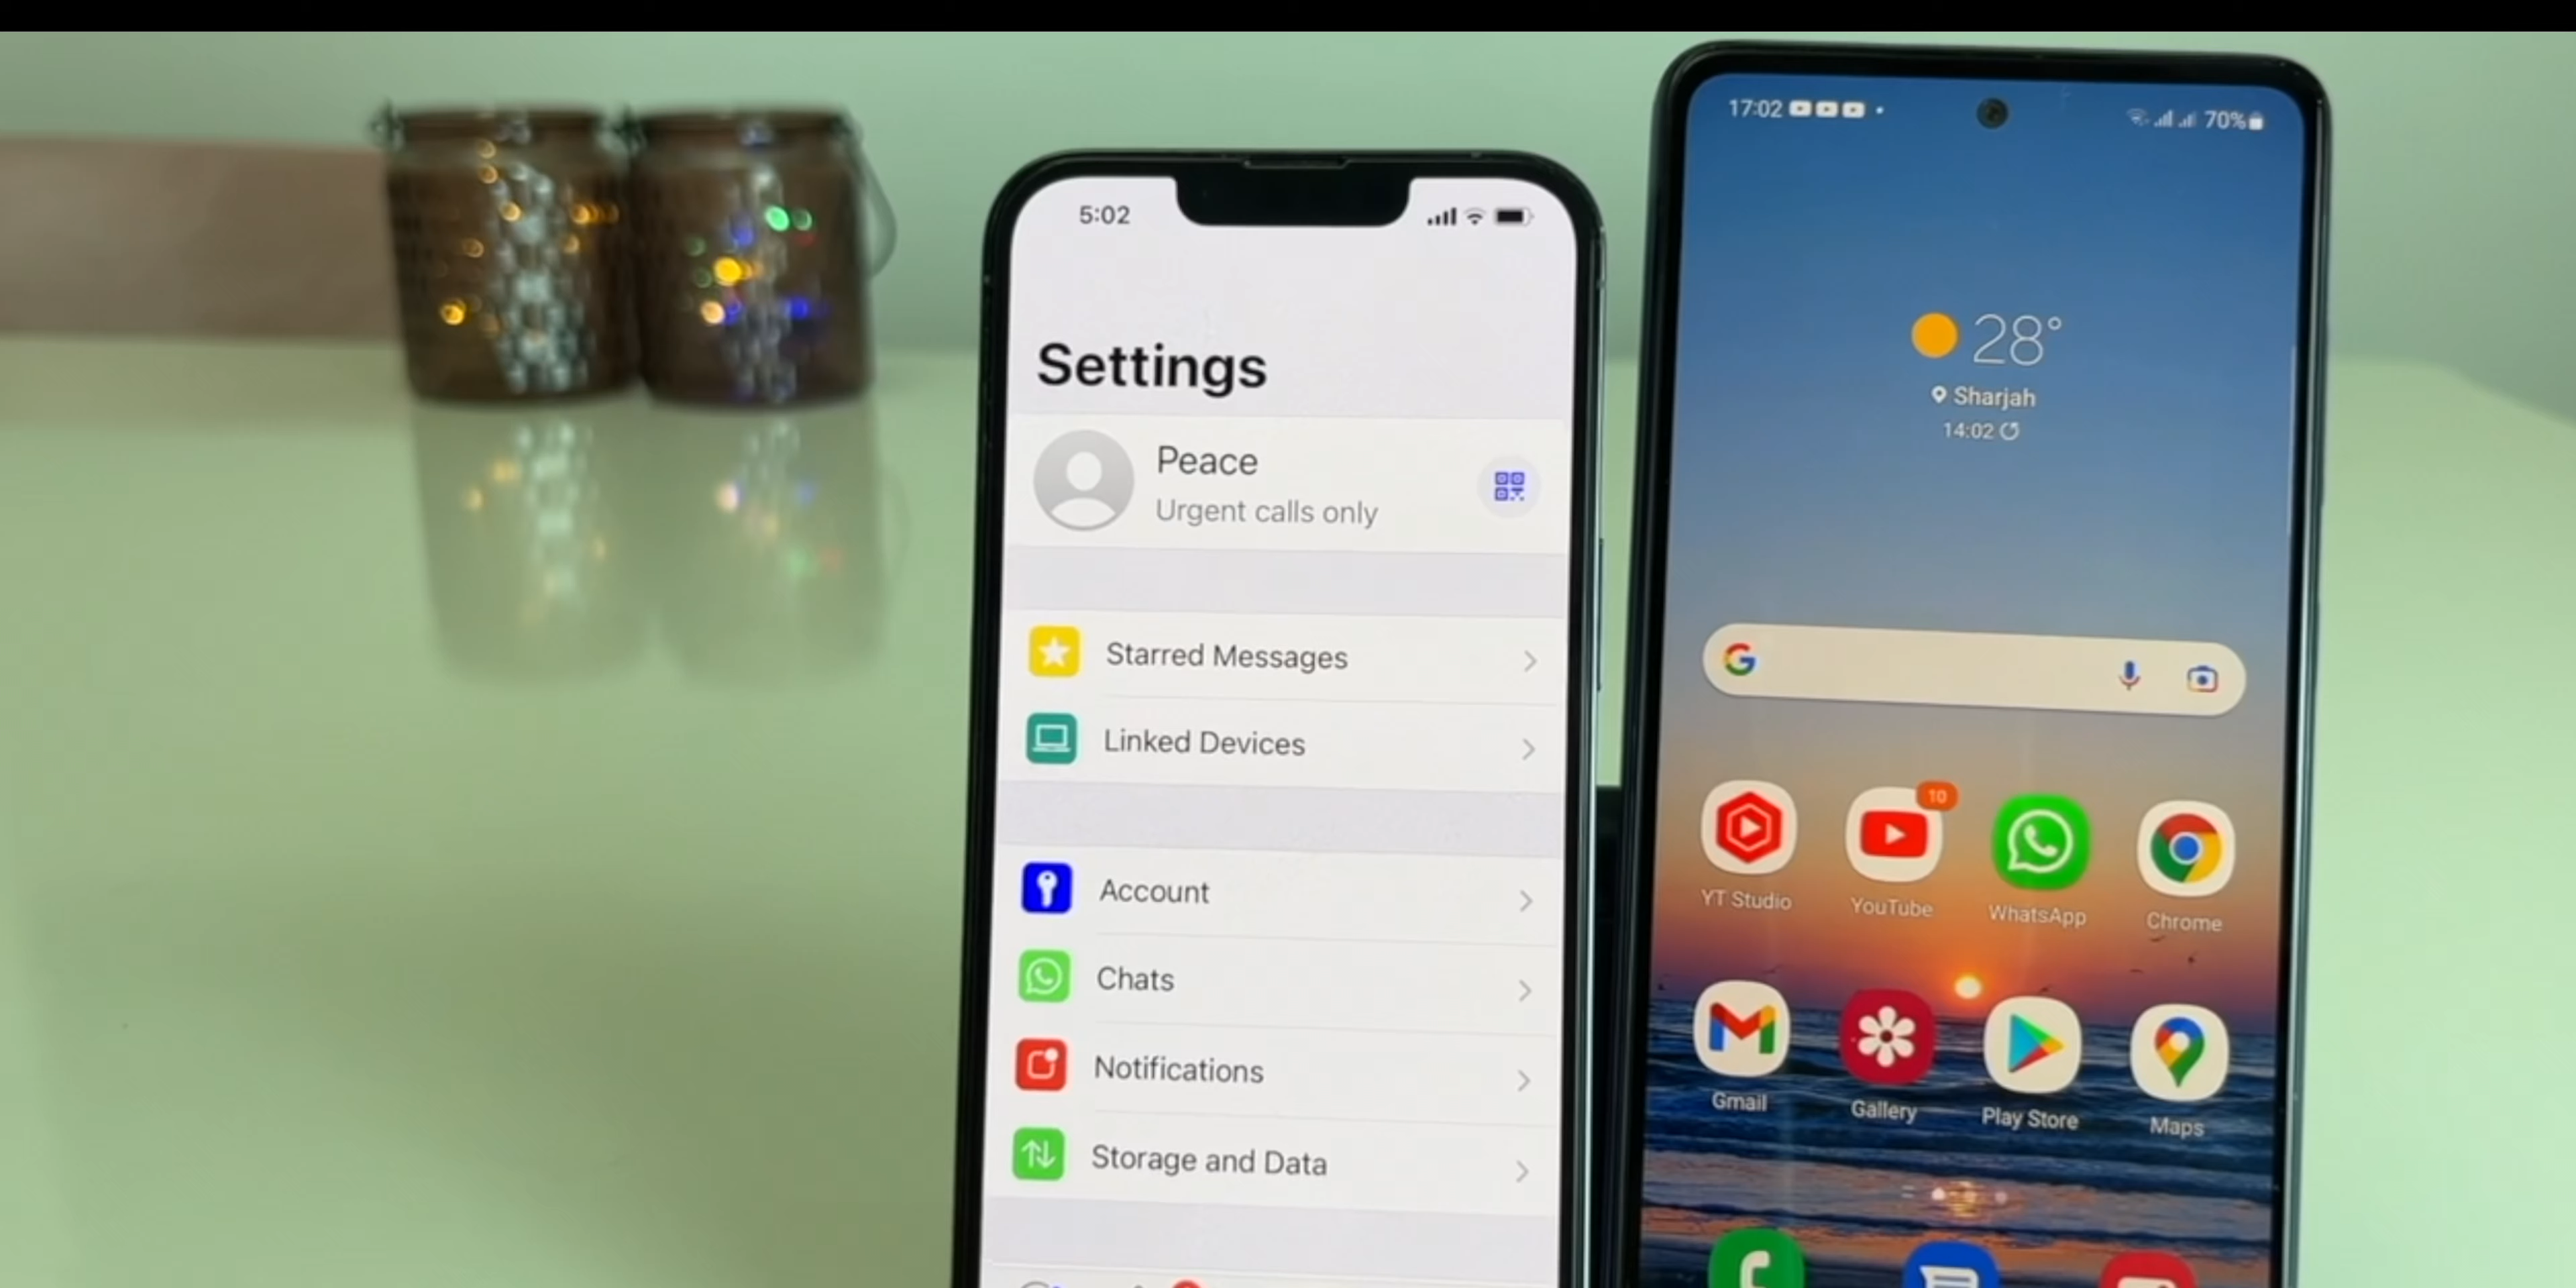 5:02
Settings
Peace
Urgent calls only
Starred Messages
Linked Devices
Account
Chats
Notifications
Storage and Data
17:02
70%
28°
Sharjah
14:02
10
YT Studio
YouTube
WhatsApp
Chrome
Gmail
Gallery
Play Store
Maps